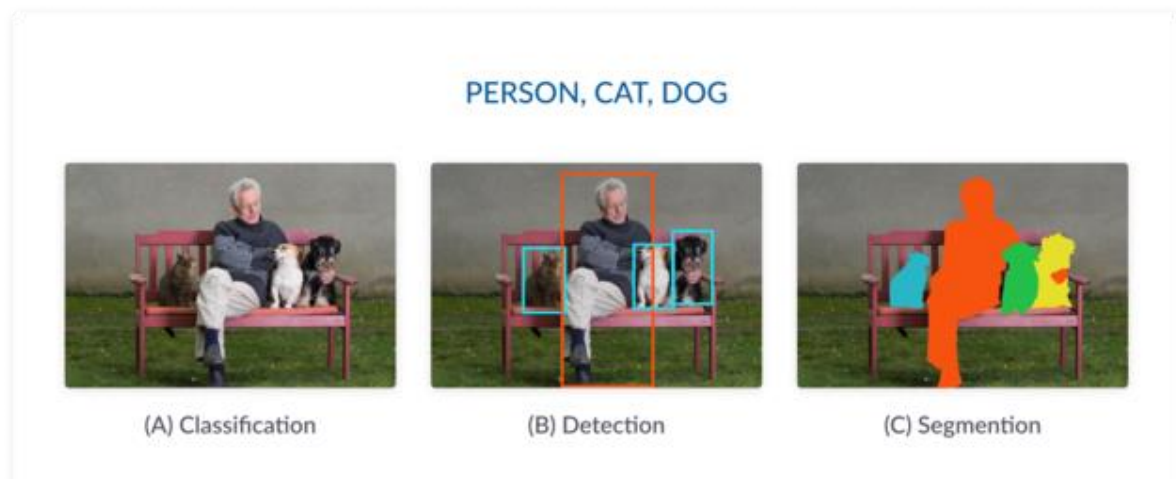 PERSON, CAT, DOG
(A) Classification
(B) Detection
(C) Segmention